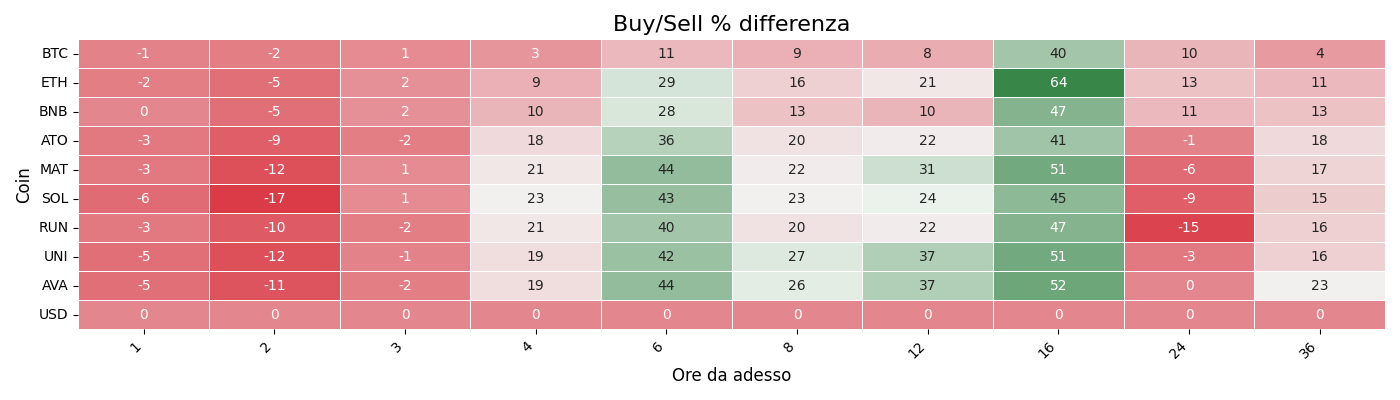 Buy/Sell % differenza
Coin
BTC -1 -2 1 3 11 9 8 40 10 4
ETH -2 -5 2 9 29 16 21 64 13 11
BNB 0 -5 2 10 28 13 10 47 11 13
ATO -3 -9 -2 18 36 20 22 41 -1 18
MAT -3 -12 1 21 44 22 31 51 -6 17
SOL -6 -17 1 23 43 23 24 45 -9 15
RUN -3 -10 -2 21 40 20 22 47 -15 16
UNI -5 -12 -1 19 42 27 37 51 -3 16
AVA -5 -11 -2 19 44 26 37 52 0 23
USD 0 0 0 0 0 0 0 0 0 0
1 2 3 4 6 8 12 16 24 36
Ore da adesso